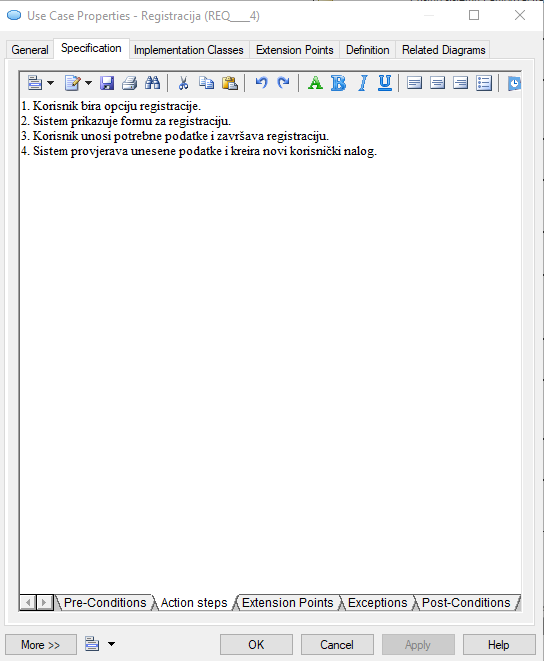 Use Case Properties - Registracija (REQ___4)
General Specification Implementation Classes Extension Points Definition Related Diagrams
A B I U
1. Korisnik bira opciju registracije.
2. Sistem prikazuje formu za registraciju.
3. Korisnik unosi potrebne podatke i završava registraciju.
4. Sistem provjerava unesene podatke i kreira novi korisnički nalog.
Pre-Conditions Action steps Extension Points Exceptions Post-Conditions
More >> OK Cancel Apply Help